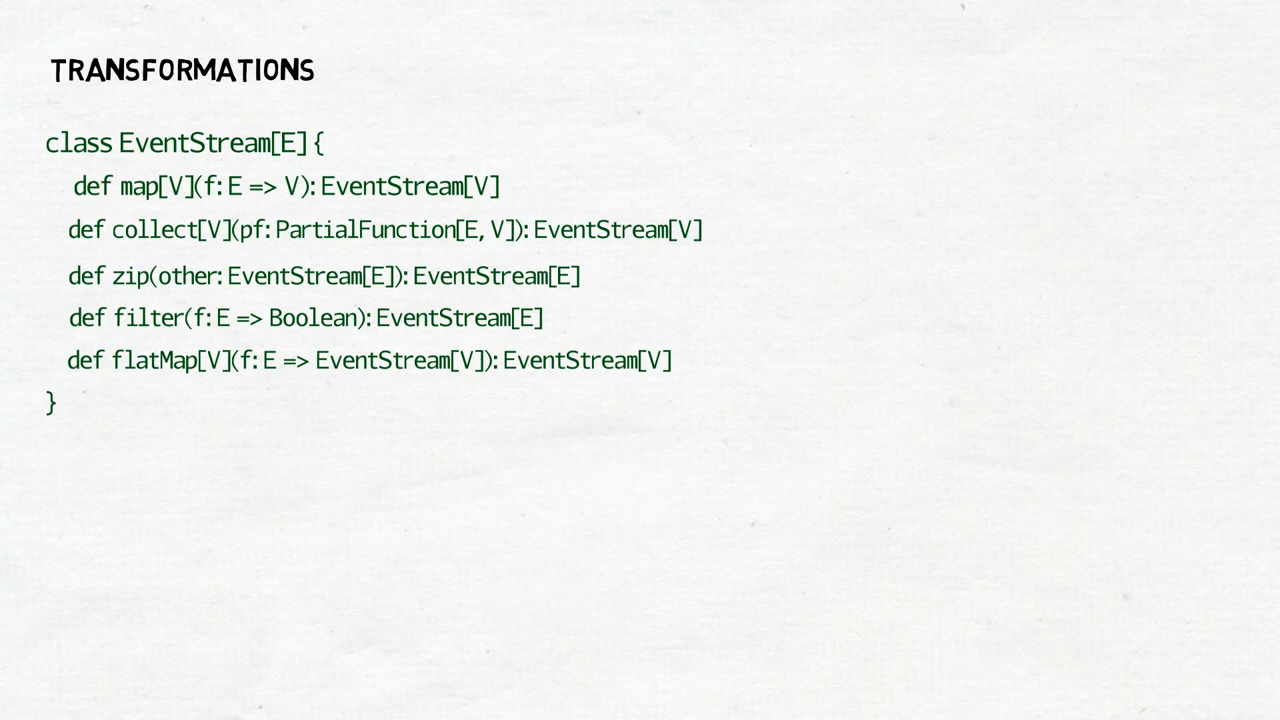 TRANSFORMATIONS
class EventStream[E] {
def map[V](f: E => V): EventStream[V]
def collect[V](pf: PartialFunction[E, V]): EventStream[V]
def zip(other: EventStream[E]): EventStream[E]
def filter(f: E => Boolean): EventStream[E]
def flatMap[V](f: E => EventStream[V]): EventStream[V]
}